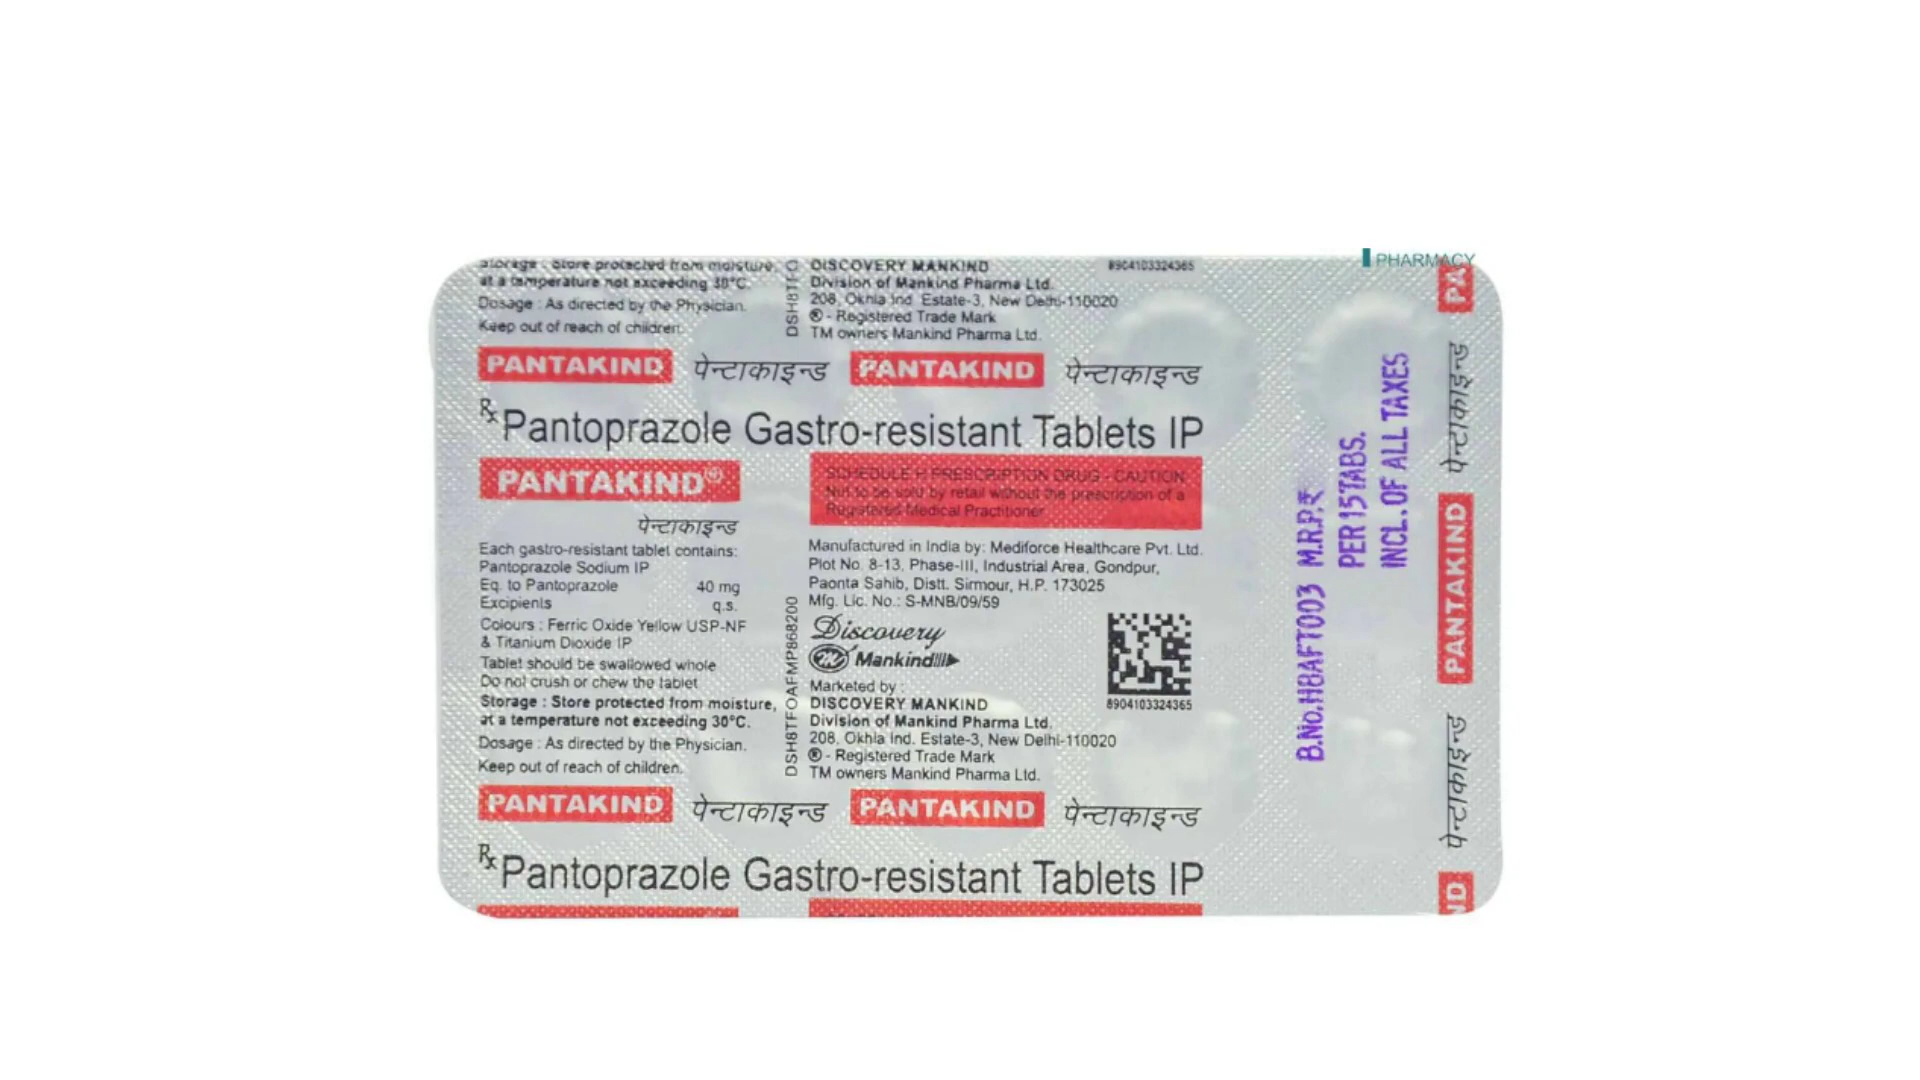 PHARMACY
Storage : Store protected from moisture,
at a temperature not exceeding 30°C.
Dosage : As directed by the Physician.
Keep out of reach of children.
DSH8TFO
DISCOVERY MANKIND
Division of Mankind Pharma Ltd.
208, Okhla Ind. Estate-3, New Delhi-110020
® - Registered Trade Mark
TM owners Mankind Pharma Ltd.
8904103324365
PANTAKIND पेन्टाकाइन्ड PANTAKIND पेन्टाकाइन्ड
Rx Pantoprazole Gastro-resistant Tablets IP
PANTAKIND®
पेन्टाकाइन्ड
Each gastro-resistant tablet contains:
Pantoprazole Sodium IP
Eq. to Pantoprazole 40 mg
Excipients q.s.
Colours : Ferric Oxide Yellow USP-NF
& Titanium Dioxide IP
Tablet should be swallowed whole
Do not crush or chew the tablet
Storage : Store protected from moisture,
at a temperature not exceeding 30°C.
Dosage : As directed by the Physician.
Keep out of reach of children.
DSH8TFOAFMP868200
SCHEDULE H PRESCRIPTION DRUG - CAUTION
Not to be sold by retail without the prescription of a
Registered Medical Practitioner
Manufactured in India by: Mediforce Healthcare Pvt. Ltd.
Plot No. 8-13, Phase-III, Industrial Area, Gondpur,
Paonta Sahib, Distt. Sirmour, H.P. 173025
Mfg. Lic. No.: S-MNB/09/59
Discovery
Mankind
Marketed by :
DISCOVERY MANKIND
Division of Mankind Pharma Ltd.
208, Okhla Ind. Estate-3, New Delhi-110020
® - Registered Trade Mark
TM owners Mankind Pharma Ltd.
8904103324365
PANTAKIND पेन्टाकाइन्ड PANTAKIND पेन्टाकाइन्ड
Rx Pantoprazole Gastro-resistant Tablets IP
B.No.H8AFT003 M.R.P.₹
PER 15 TABS.
INCL. OF ALL TAXES
PA
पेन्टाकाइन्ड
PANTAKIND
पेन्टाकाइन्ड
ND